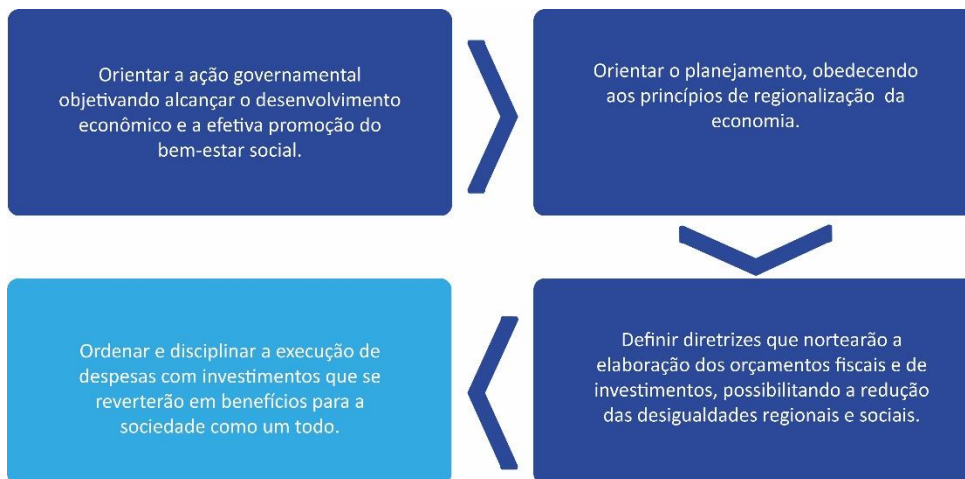 Orientar a ação governamental
objetivando alcançar o desenvolvimento
econômico e a efetiva promoção do
bem-estar social.
Orientar o planejamento, obedecendo
aos princípios de regionalização da
economia.
Definir diretrizes que nortearão a
elaboração dos orçamentos fiscais e de
investimentos, possibilitando a redução
das desigualdades regionais e sociais.
Ordenar e disciplinar a execução de
despesas com investimentos que se
reverterão em benefícios para a
sociedade como um todo.